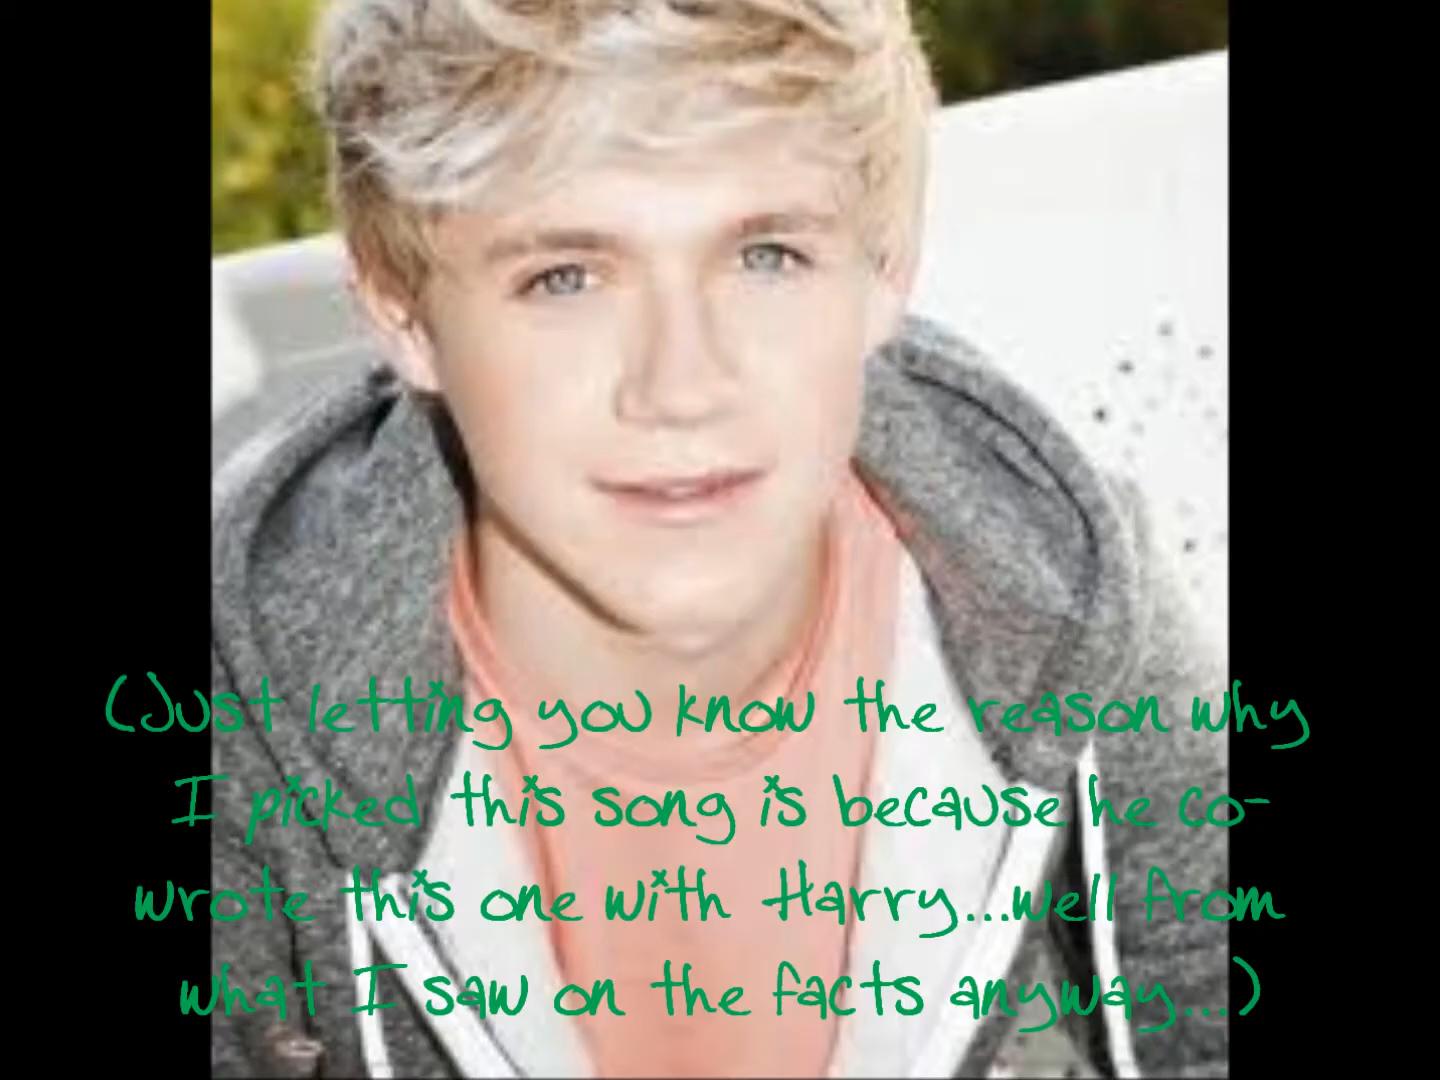 (Just letting you know the reason why
I picked this song is because he co-
wrote this one with Harry...well from
what I saw on the facts anyway...)